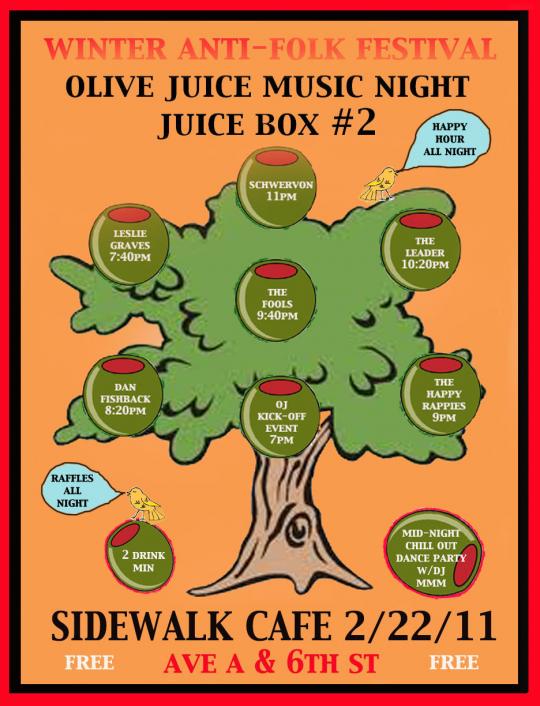 WINTER ANTI-FOLK FESTIVAL
OLIVE JUICE MUSIC NIGHT
JUICE BOX #2
HAPPY
HOUR
ALL NIGHT
SCHWERVON
11PM
LESLIE
GRAVES
7:40PM
THE
LEADER
10:20PM
THE
FOOLS
9:40PM
DAN
FISHBACK
8:20PM
OJ
KICK-OFF
EVENT
7PM
THE
HAPPY
RAPPIES
9PM
RAFFLES
ALL
NIGHT
2 DRINK
MIN
MID-NIGHT
CHILL OUT
DANCE PARTY
W/DJ
MMM
SIDEWALK CAFE 2/22/11
FREE AVE A & 6TH ST FREE